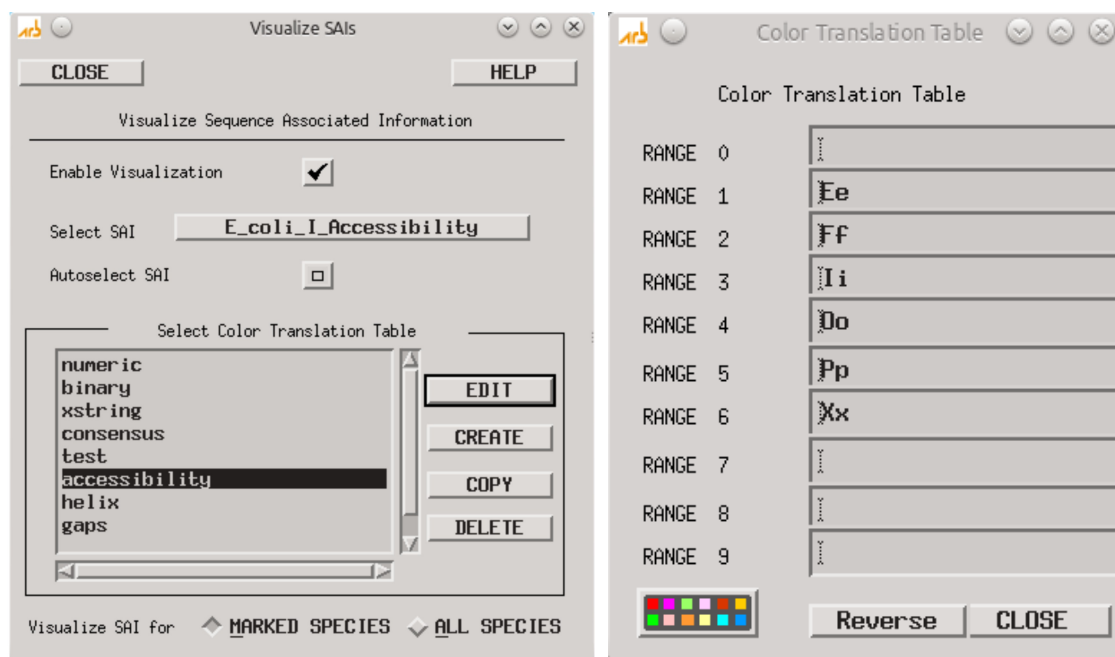 arb Visualize SAIs
CLOSE HELP
Visualize Sequence Associated Information
Enable Visualization
Select SAI E_coli_I_Accessibility
Autoselect SAI
Select Color Translation Table
numeric
binary
xstring
consensus
test
accessibility
helix
gaps
EDIT
CREATE
COPY
DELETE
Visualize SAI for MARKED SPECIES ALL SPECIES
arb Color Translation Table
Color Translation Table
RANGE 0
RANGE 1 Ee
RANGE 2 Ff
RANGE 3 Ii
RANGE 4 Oo
RANGE 5 Pp
RANGE 6 Xx
RANGE 7
RANGE 8
RANGE 9
Reverse CLOSE